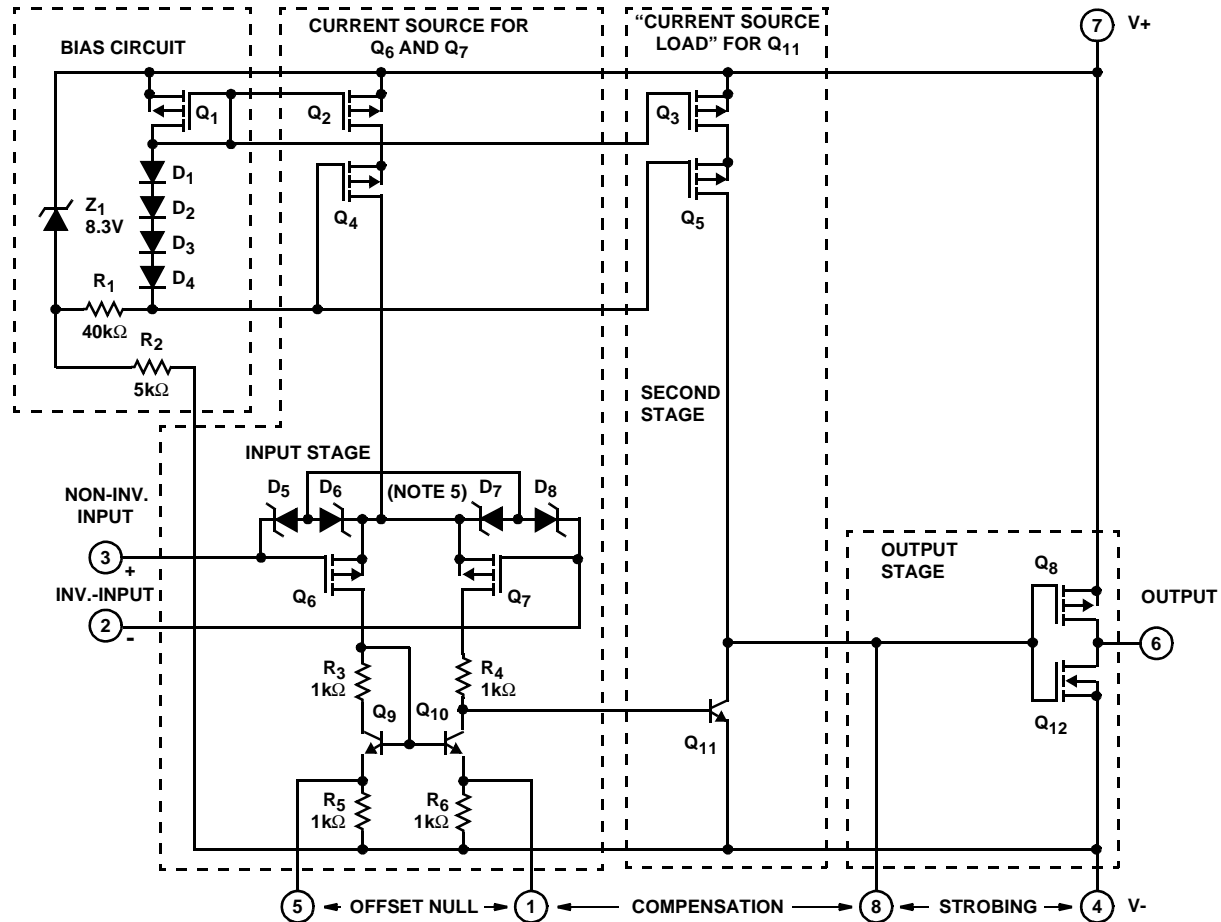 BIAS CIRCUIT
CURRENT SOURCE FOR
Q6 AND Q7
“CURRENT SOURCE
LOAD” FOR Q11
7
V+
Q1
Q2
Q3
D1
D2
D3
D4
Z1
8.3V
Q4
Q5
R1
40kΩ
R2
5kΩ
SECOND
STAGE
INPUT STAGE
D5
D6
(NOTE 5)
D7
D8
NON-INV.
INPUT
3
+
INV.-INPUT
2
-
Q6
Q7
OUTPUT
STAGE
Q8
OUTPUT
6
Q12
R3
1kΩ
R4
1kΩ
Q9
Q10
Q11
R5
1kΩ
R6
1kΩ
5
OFFSET NULL
1
COMPENSATION
8
STROBING
4
V-